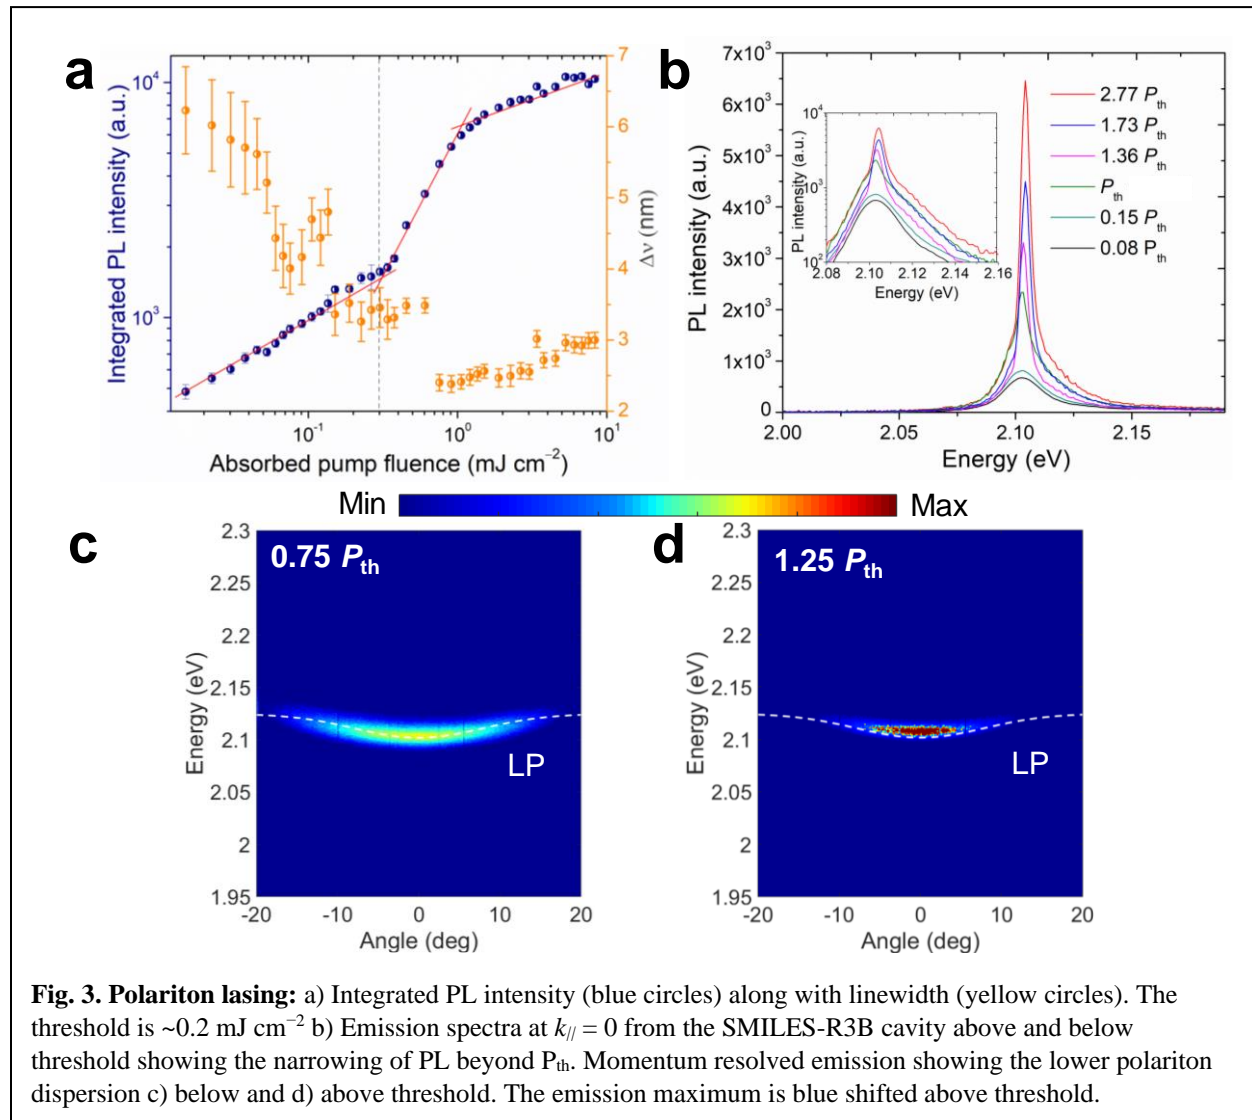 a
Integrated PL intensity (a.u.)
10⁴
10³
7
6
5
4
3
2
Δν (nm)
10⁻¹
10⁰
10¹
Absorbed pump fluence (mJ cm⁻²)
b
PL intensity (a.u.)
7x10³
6x10³
5x10³
4x10³
3x10³
2x10³
1x10³
0
2.00
2.05
2.10
2.15
Energy (eV)
PL intensity (a.u.)
10⁴
10³
10²
2.08
2.10
2.12
2.14
2.16
Energy (eV)
2.77 Pth
1.73 Pth
1.36 Pth
Pth
0.15 Pth
0.08 Pth
Min
Max
c
0.75 Pth
Energy (eV)
2.3
2.25
2.2
2.15
2.1
2.05
2
1.95
LP
-20
-10
0
10
20
Angle (deg)
d
1.25 Pth
Energy (eV)
2.3
2.25
2.2
2.15
2.1
2.05
2
1.95
LP
-20
-10
0
10
20
Angle (deg)
Fig. 3. Polariton lasing: a) Integrated PL intensity (blue circles) along with linewidth (yellow circles). The
threshold is ~0.2 mJ cm⁻² b) Emission spectra at k// = 0 from the SMILES-R3B cavity above and below
threshold showing the narrowing of PL beyond Pth. Momentum resolved emission showing the lower polariton
dispersion c) below and d) above threshold. The emission maximum is blue shifted above threshold.